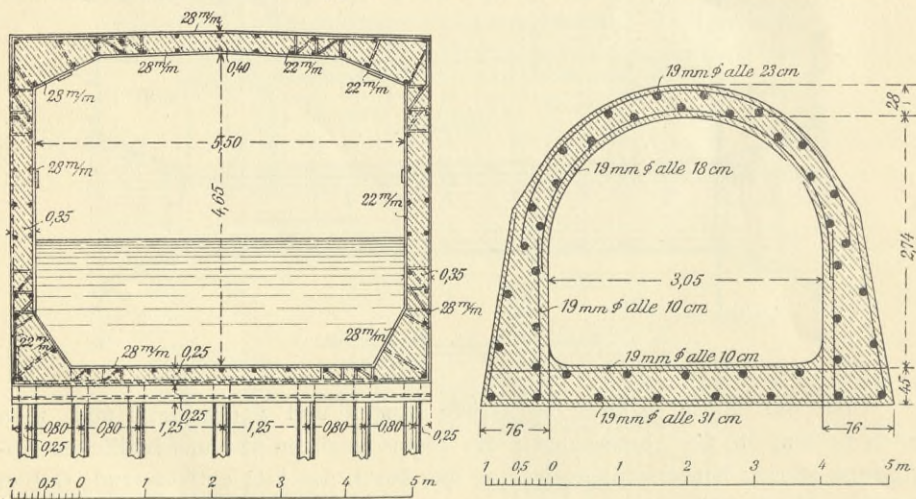 28 m/m
28 m/m
28 m/m
0,40
22 m/m
28 m/m
22 m/m
5,50
28 m/m
4,65
22 m/m
0,35
0,35
28 m/m
22 m/m
28 m/m
0,25
28 m/m
0,25
0,80
0,80
1,25
1,25
0,80
0,80
0,25
0,25
1 0,5 0 1 2 3 4 5 m
19 mm ϕ alle 23 cm
28
19 mm ϕ alle 18 cm
2,74
3,05
19 mm ϕ alle 10 cm
19 mm ϕ alle 10 cm
45
19 mm ϕ alle 31 cm
76
76
1 0,5 0 1 2 3 4 5 m